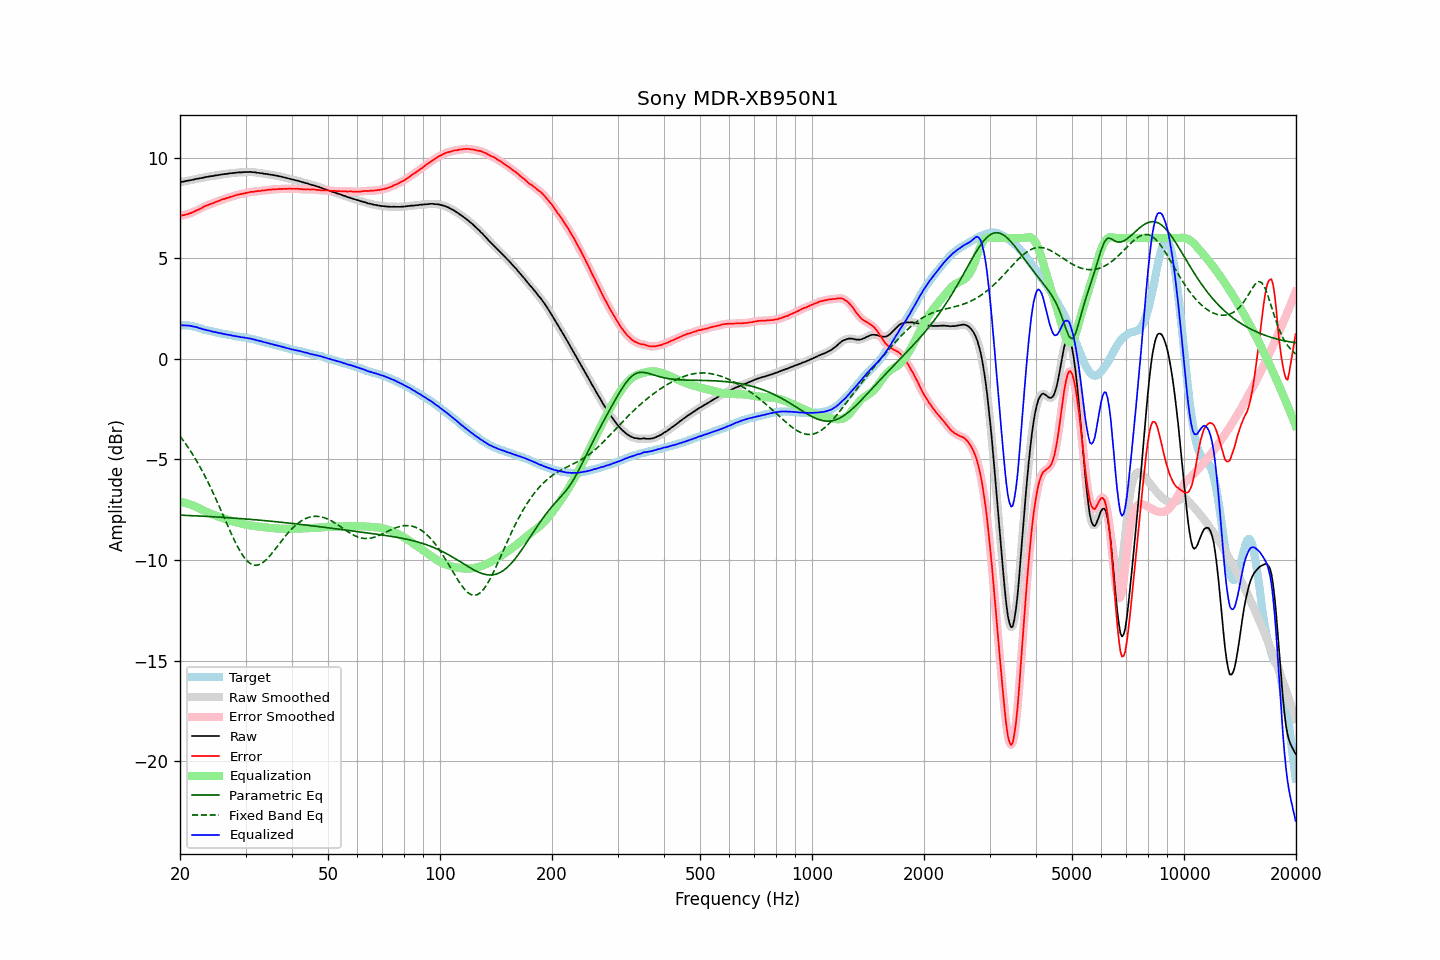 Sony MDR-XB950N1
Amplitude (dBr)
10
5
0
−5
−10
−15
−20
Target
Raw Smoothed
Error Smoothed
Raw
Error
Equalization
Parametric Eq
Fixed Band Eq
Equalized
20 50 100 200 500 1000 2000 5000 10000 20000
Frequency (Hz)